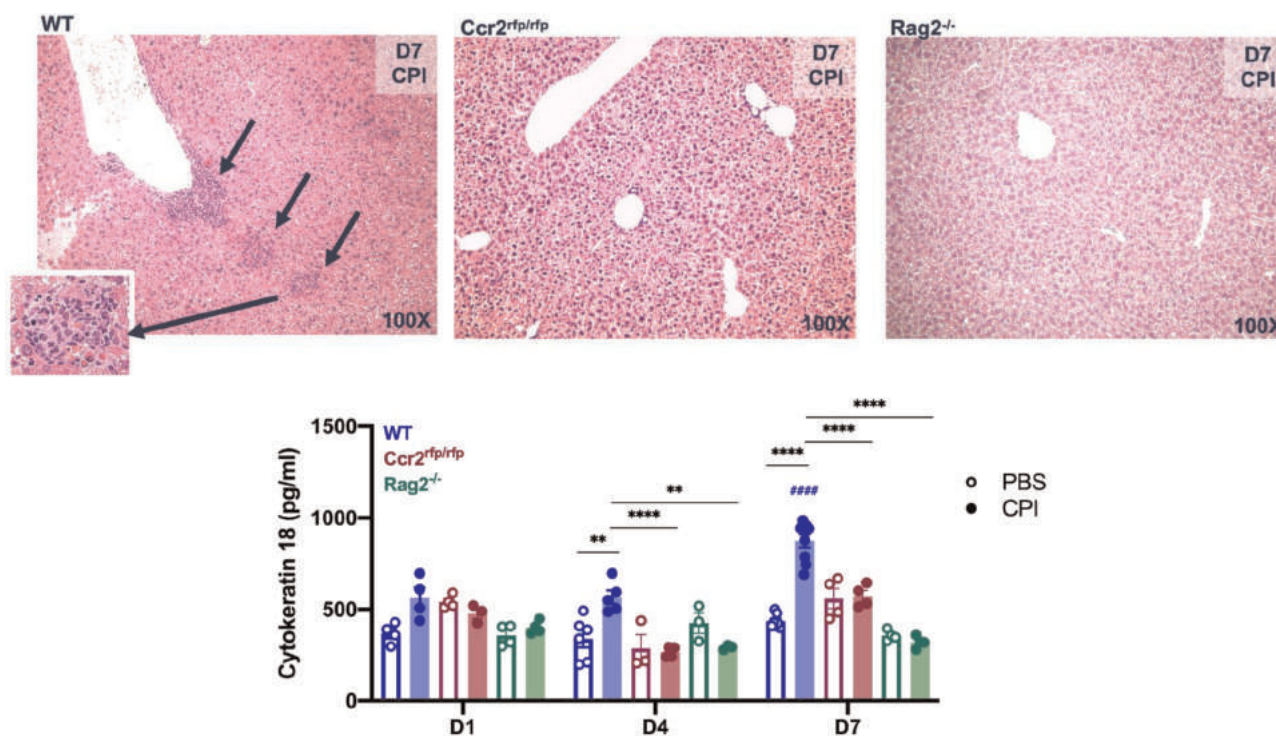 WT
D7
CPI
100X
Ccr2rfp/rfp
D7
CPI
100X
Rag2-/-
D7
CPI
100X
Cytokeratin 18 (pg/ml)
1500
1000
500
0
WT
Ccr2rfp/rfp
Rag2-/-
**
****
**
****
****
****
####
PBS
CPI
D1
D4
D7